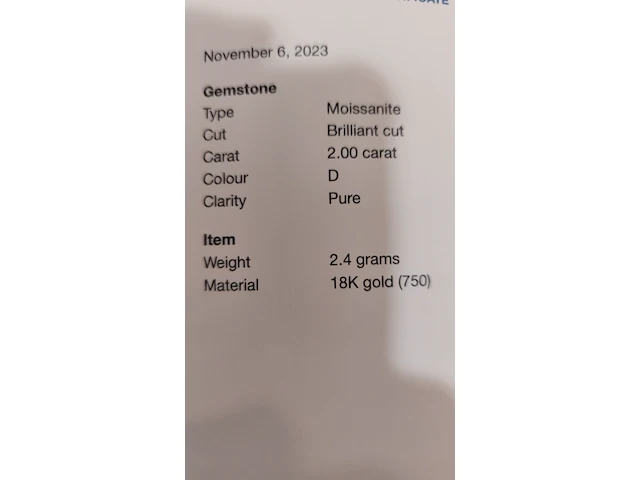 November 6, 2023
Gemstone
Type Moissanite
Cut Brilliant cut
Carat 2.00 carat
Colour D
Clarity Pure
Item
Weight 2.4 grams
Material 18K gold (750)